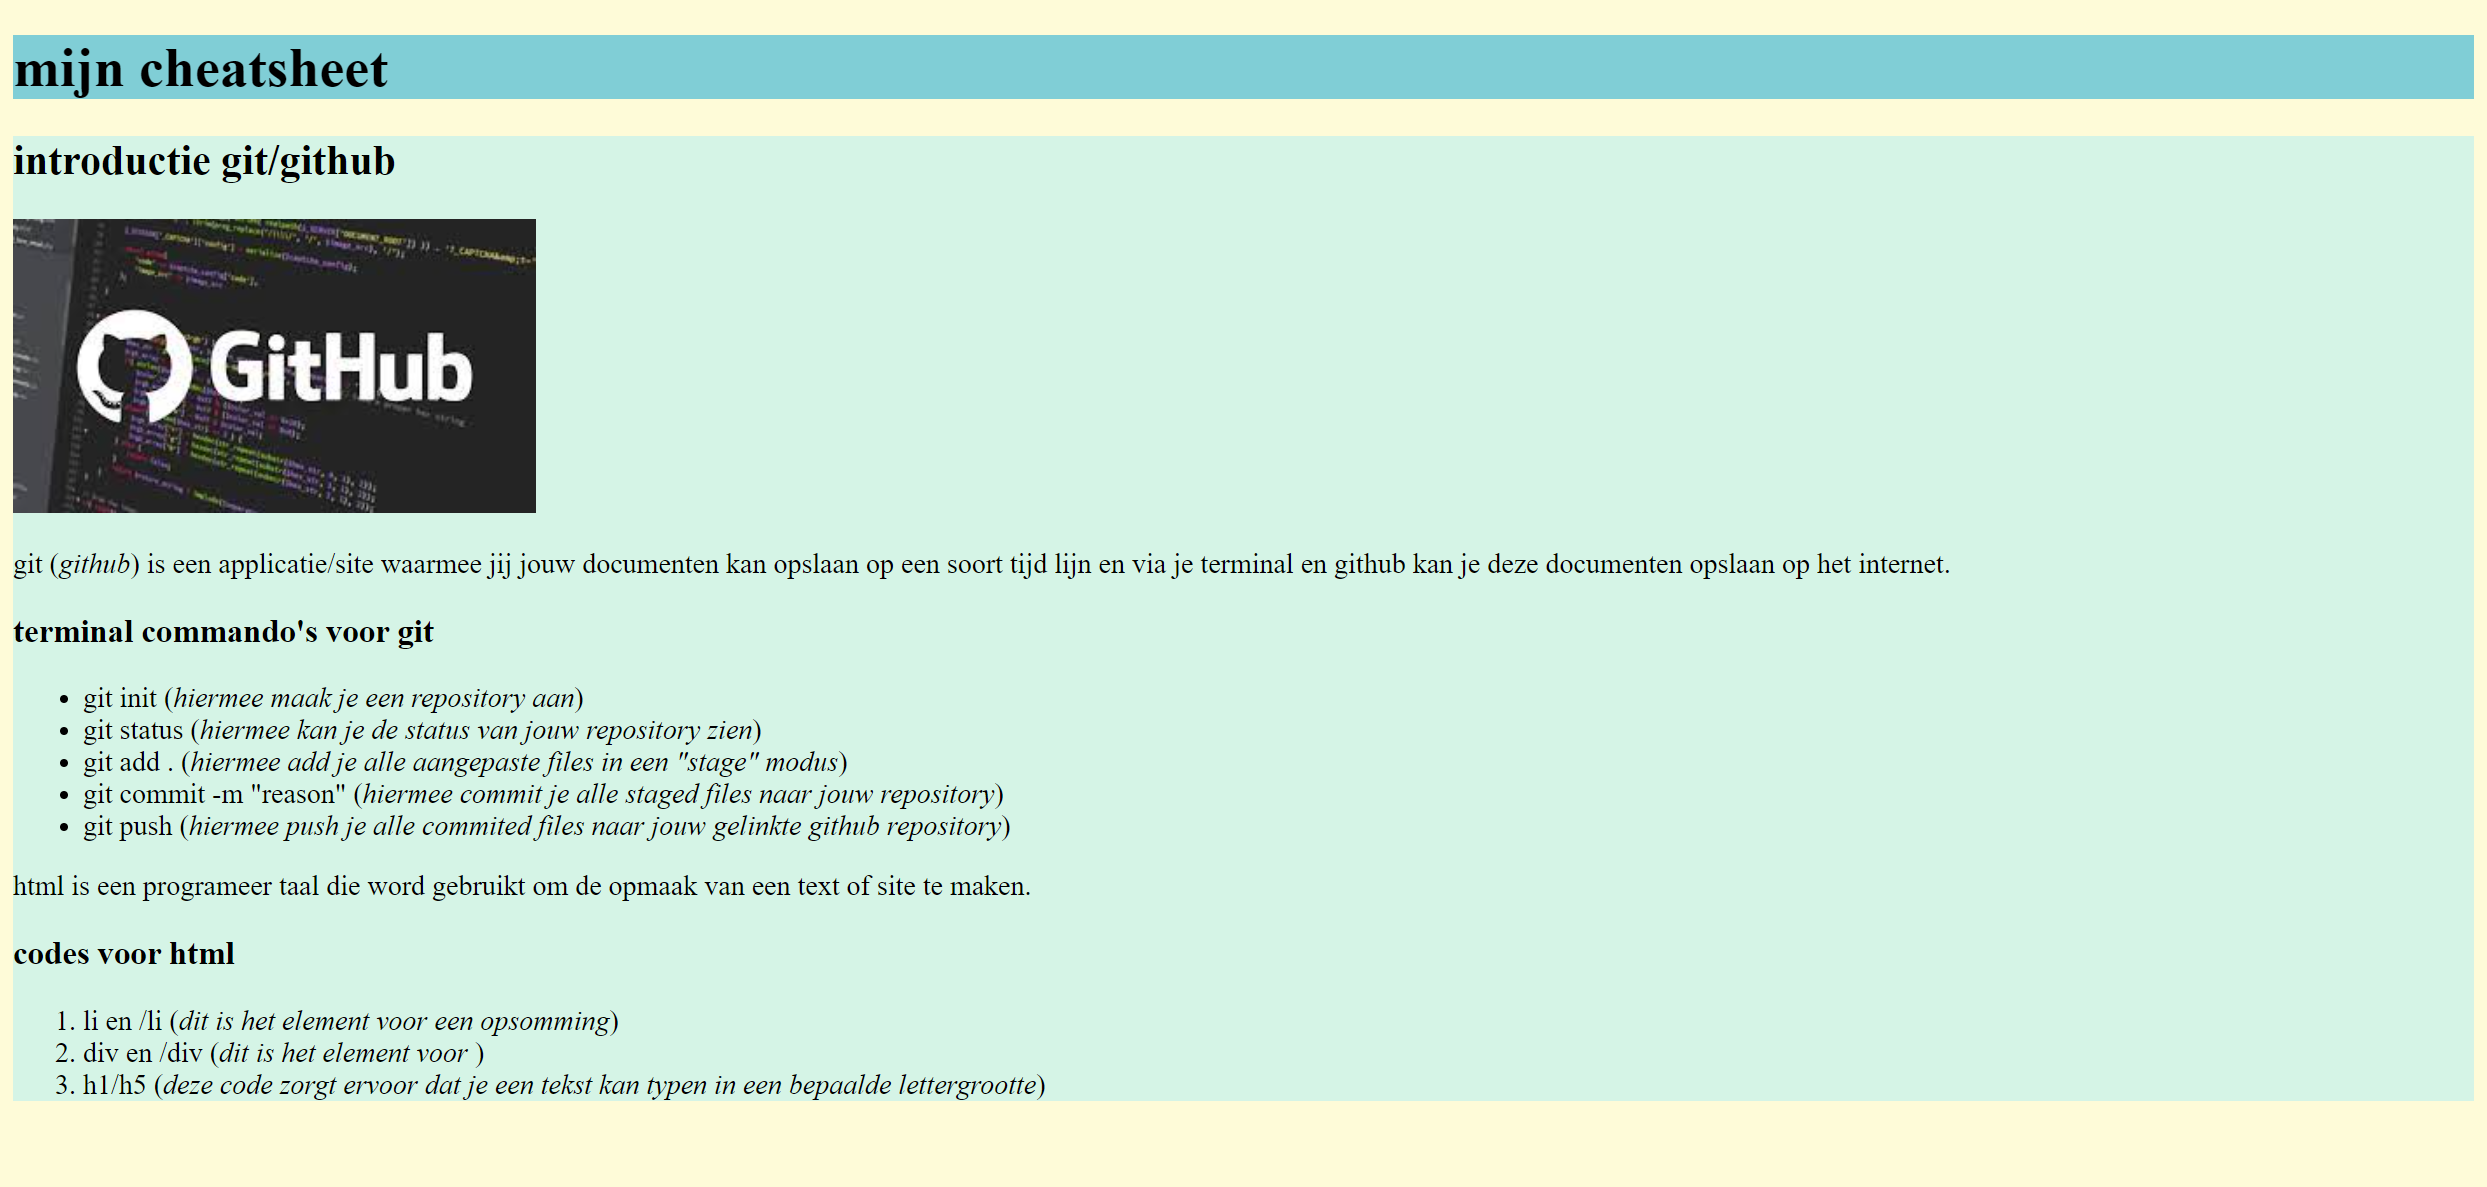 mijn cheatsheet
introductie git/github
GitHub
git (github) is een applicatie/site waarmee jij jouw documenten kan opslaan op een soort tijd lijn en via je terminal en github kan je deze documenten opslaan op het internet.
terminal commando's voor git
• git init (hiermee maak je een repository aan)
• git status (hiermee kan je de status van jouw repository zien)
• git add . (hiermee add je alle aangepaste files in een "stage" modus)
• git commit -m "reason" (hiermee commit je alle staged files naar jouw repository)
• git push (hiermee push je alle commited files naar jouw gelinkte github repository)
html is een programeer taal die word gebruikt om de opmaak van een text of site te maken.
codes voor html
1. li en /li (dit is het element voor een opsomming)
2. div en /div (dit is het element voor )
3. h1/h5 (deze code zorgt ervoor dat je een tekst kan typen in een bepaalde lettergrootte)